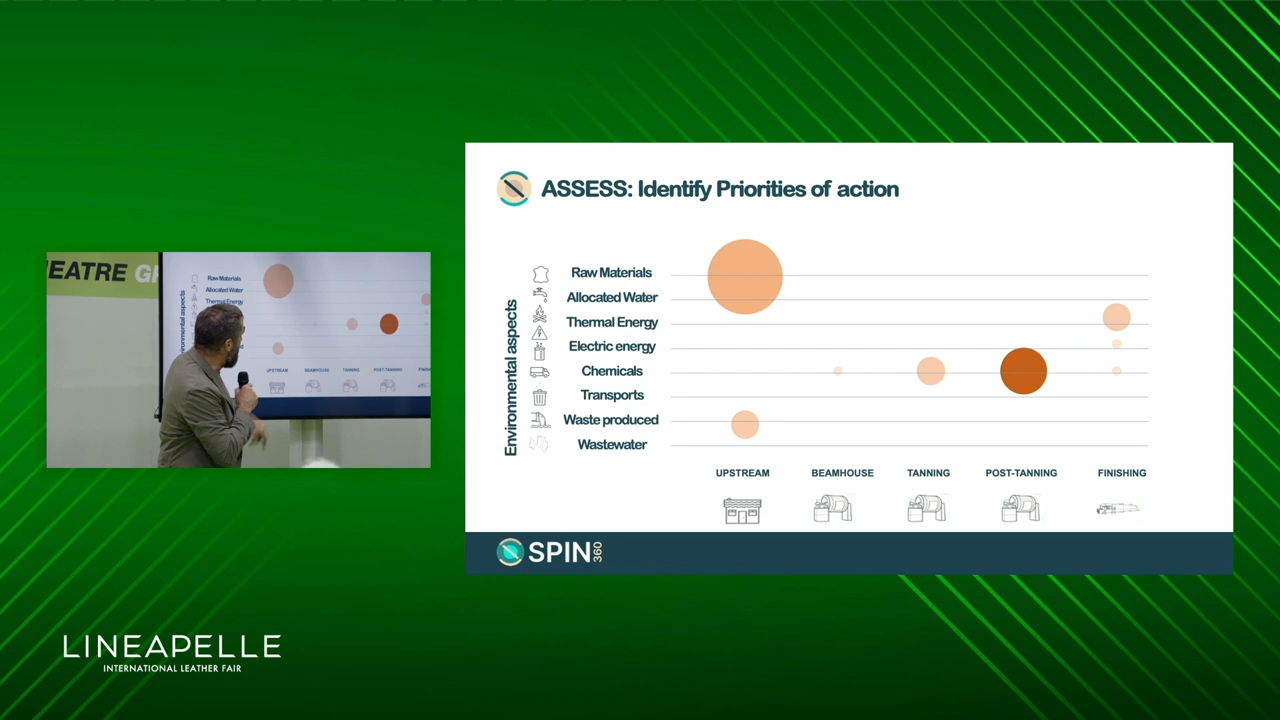 ASSESS: Identify Priorities of action
Environmental aspects
Raw Materials
Allocated Water
Thermal Energy
Electric energy
Chemicals
Transports
Waste produced
Wastewater
UPSTREAM BEAMHOUSE TANNING POST-TANNING FINISHING
SPIN 360
EATRE G
Raw Materials
Allocated Water
Thermal Energy
UPSTREAM BEAMHOUSE TANNING POST-TANNING
LINEAPELLE
INTERNATIONAL LEATHER FAIR